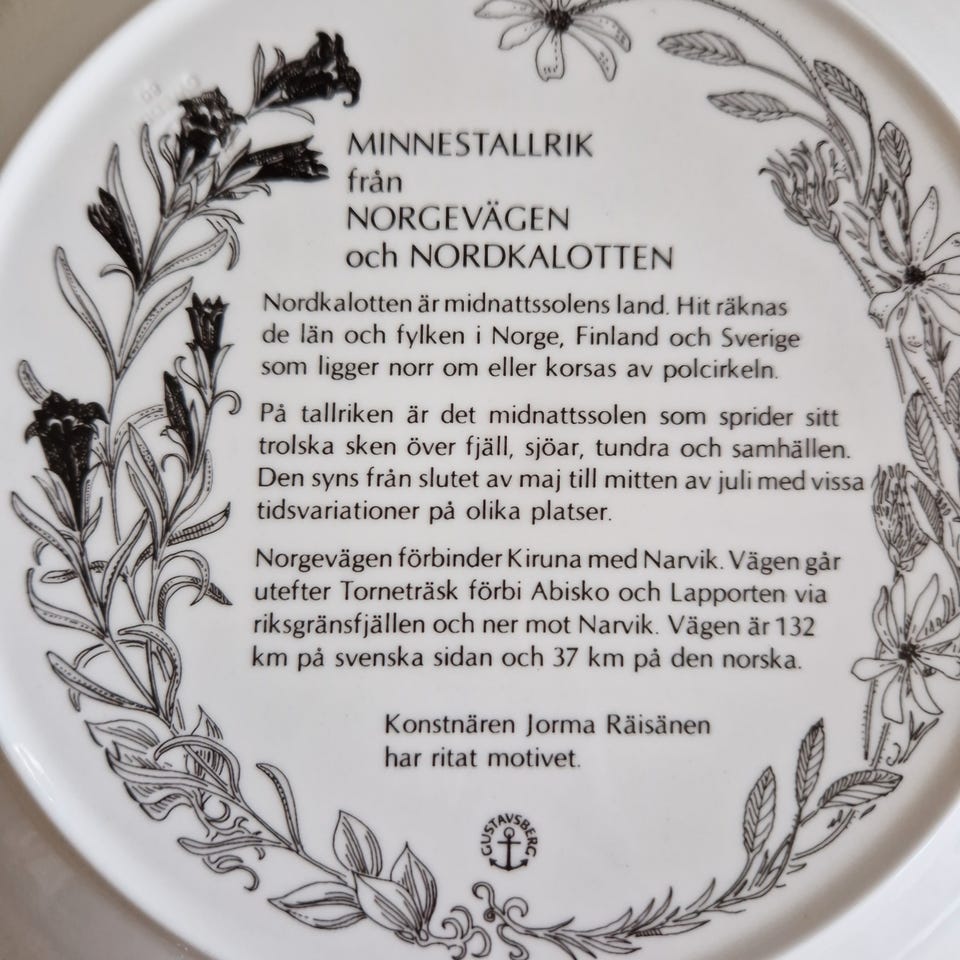 MINNESTALLRIK
från
NORGEVÄGEN
och NORDKALOTTEN
Nordkalotten är midnattssolens land. Hit räknas
de län och fylken i Norge, Finland och Sverige
som ligger norr om eller korsas av polcirkeln.
På tallriken är det midnattssolen som sprider sitt
trolska sken över fjäll, sjöar, tundra och samhällen.
Den syns från slutet av maj till mitten av juli med vissa
tidsvariationer på olika platser.
Norgevägen förbinder Kiruna med Narvik. Vägen går
utefter Torneträsk förbi Abisko och Lapporten via
riksgränsfjällen och ner mot Narvik. Vägen är 132
km på svenska sidan och 37 km på den norska.
Konstnären Jorma Räisänen
har ritat motivet.
GUSTAVSBERG